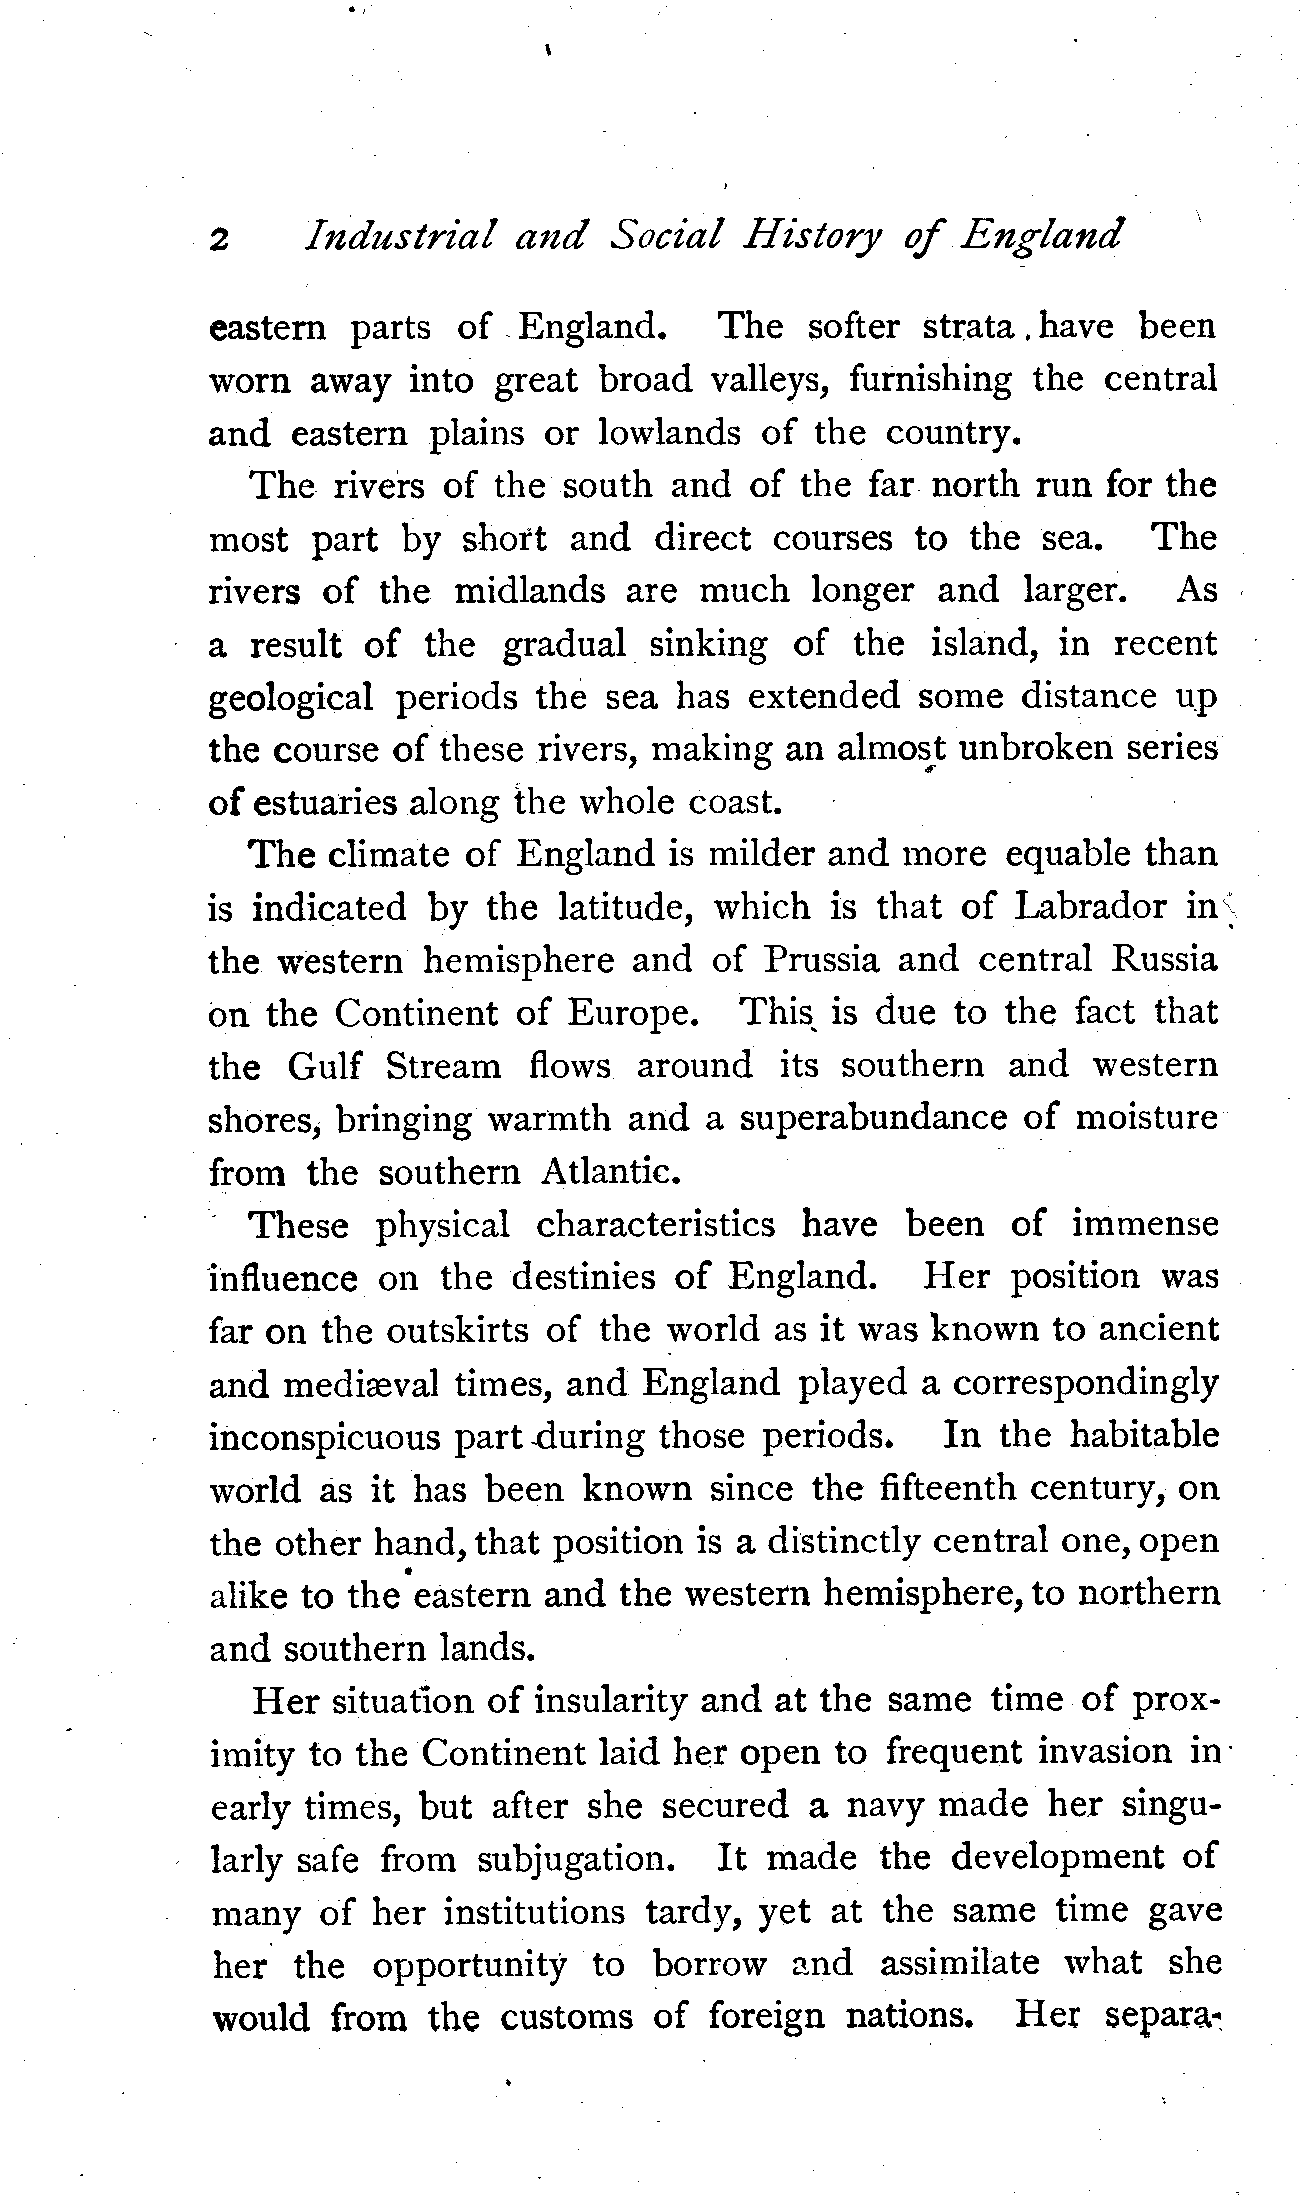 2 Industrial and Social History of England
eastern parts of England. The softer strata have been
worn away into great broad valleys, furnishing the central
and eastern plains or lowlands of the country.
The rivers of the south and of the far north run for the
most part by short and direct courses to the sea. The
rivers of the midlands are much longer and larger. As
a result of the gradual sinking of the island, in recent
geological periods the sea has extended some distance up
the course of these rivers, making an almost unbroken series
of estuaries along the whole coast.
The climate of England is milder and more equable than
is indicated by the latitude, which is that of Labrador in
the western hemisphere and of Prussia and central Russia
on the Continent of Europe. This is due to the fact that
the Gulf Stream flows around its southern and western
shores, bringing warmth and a superabundance of moisture
from the southern Atlantic.
These physical characteristics have been of immense
influence on the destinies of England. Her position was
far on the outskirts of the world as it was known to ancient
and mediæval times, and England played a correspondingly
inconspicuous part during those periods. In the habitable
world as it has been known since the fifteenth century, on
the other hand, that position is a distinctly central one, open
alike to the eastern and the western hemisphere, to northern
and southern lands.
Her situation of insularity and at the same time of prox-
imity to the Continent laid her open to frequent invasion in
early times, but after she secured a navy made her singu-
larly safe from subjugation. It made the development of
many of her institutions tardy, yet at the same time gave
her the opportunity to borrow and assimilate what she
would from the customs of foreign nations. Her separa-